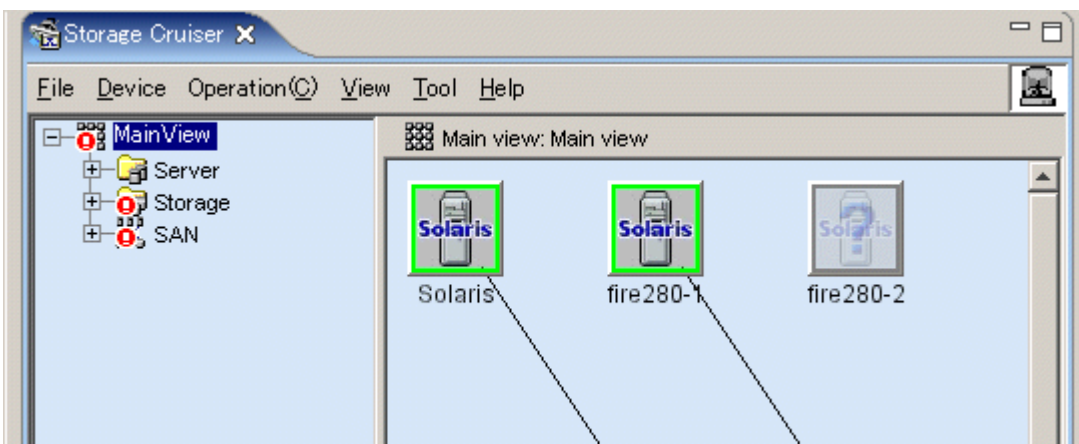 Storage Cruiser
File Device Operation(C) View Tool Help
MainView
Main view: Main view
Server
Storage
SAN
Solaris Solaris Solaris
?
Solaris fire280-1 fire280-2